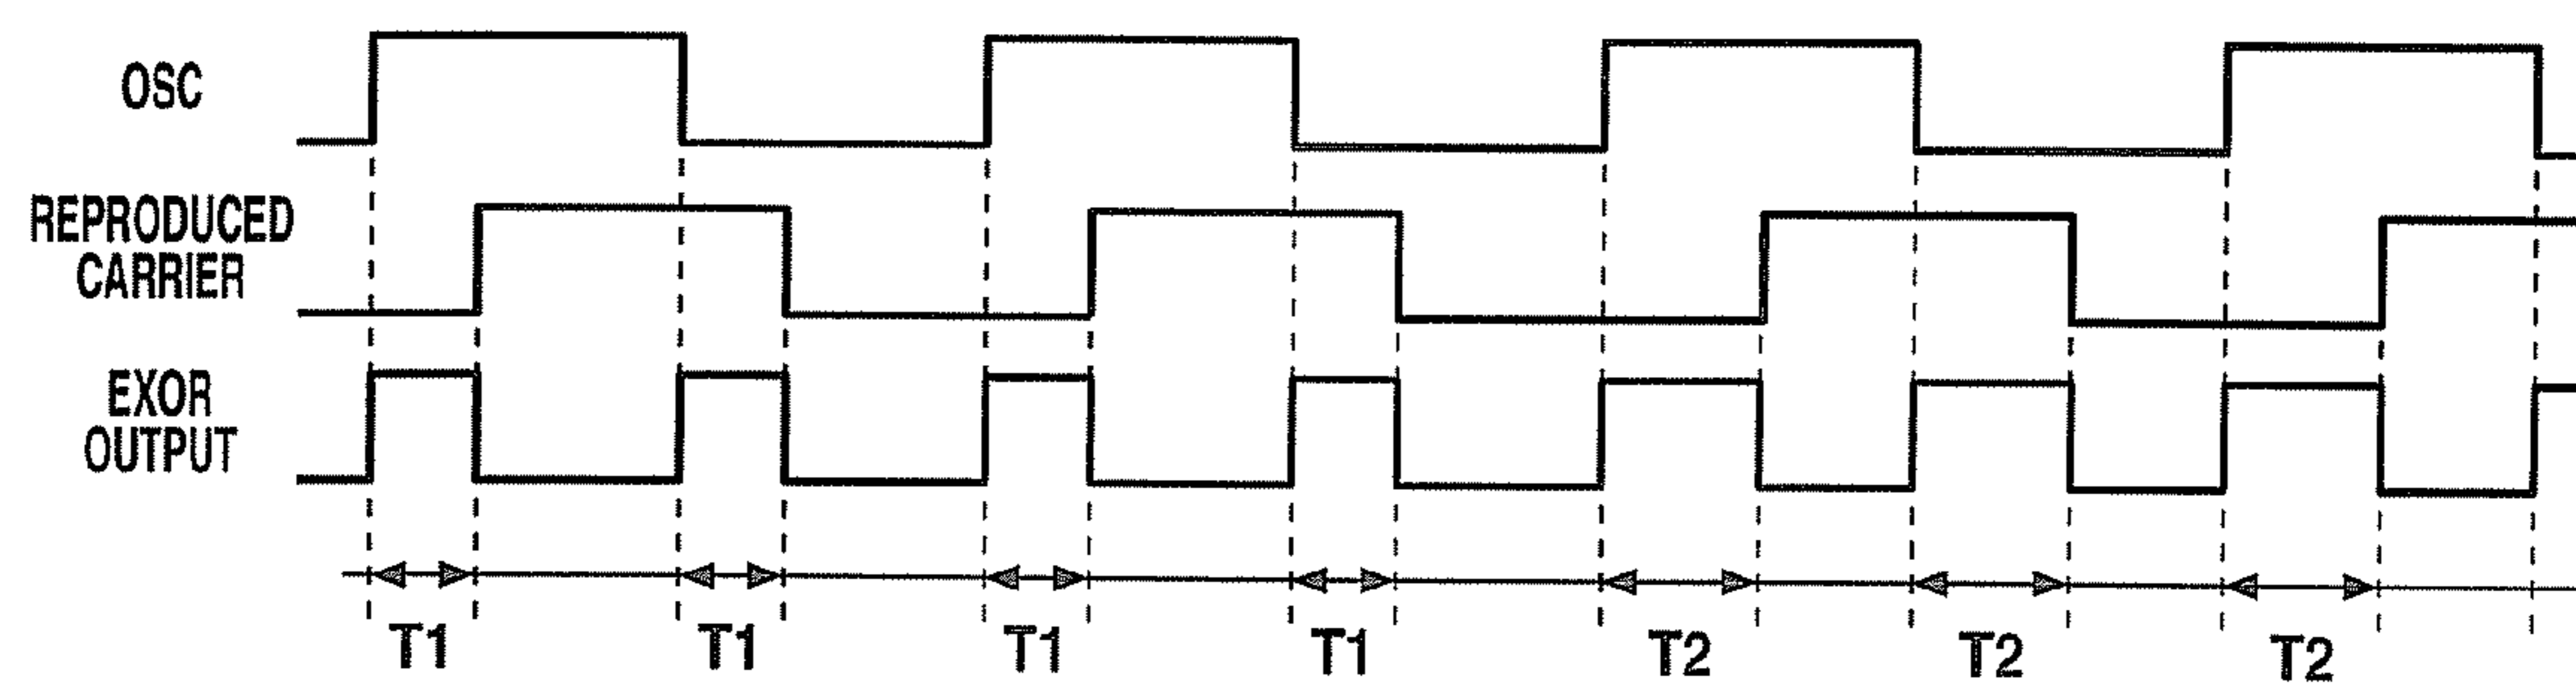 OSC
REPRODUCED
CARRIER
EXOR
OUTPUT
T1 T1 T1 T1 T2 T2 T2